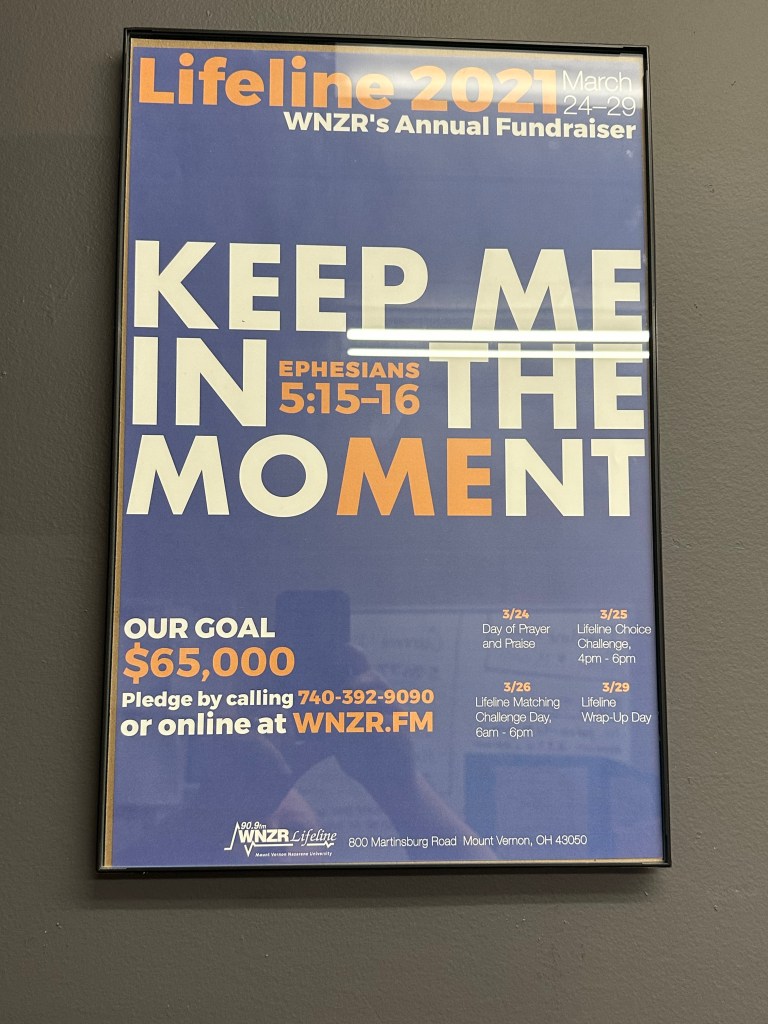 Lifeline 2021 March
24–29
WNZR's Annual Fundraiser
KEEP ME
IN EPHESIANS THE
5:15–16
MOMENT
OUR GOAL
$65,000
Pledge by calling 740-392-9090
or online at WNZR.FM
3/24
Day of Prayer
and Praise
3/25
Lifeline Choice
Challenge,
4pm - 6pm
3/26
Lifeline Matching
Challenge Day,
6am - 6pm
3/29
Lifeline
Wrap-Up Day
90.9fm
WNZR Lifeline
Mount Vernon Nazarene University
800 Martinsburg Road Mount Vernon, OH 43050